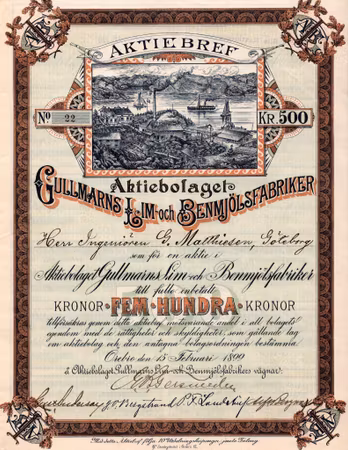 AKTIEBREF
No 22
KR. 500
Aktiebolaget
GULLMARNS LIM- OCH BENMJÖLSFABRIKER
Herr Ingeniören G. Matthiesen, Göteborg
som för en aktie i
Aktiebolaget Gullmarns Lim- och Benmjölsfabriker
till fullo inbetalt
KRONOR FEM HUNDRA KRONOR
tillförsäkras genom detta aktiebref motsvarande andel i all bolagets
egendom med de rättigheter och skyldigheter, som gällande lag
om aktiebolag och den antagna bolagsordningen bestämma.
Örebro den 15 Februari 1899
Aktiebolaget Gullmarns Lim- och Benmjölsfabrikers vägnar:
Bergstrand